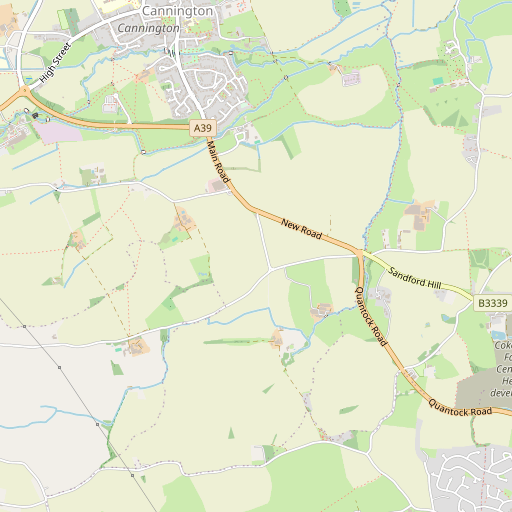 Cannington
Cannington
High Street
A39
Main Road
New Road
Sandford Hill
B3339
Quantock Road
Quantock Road